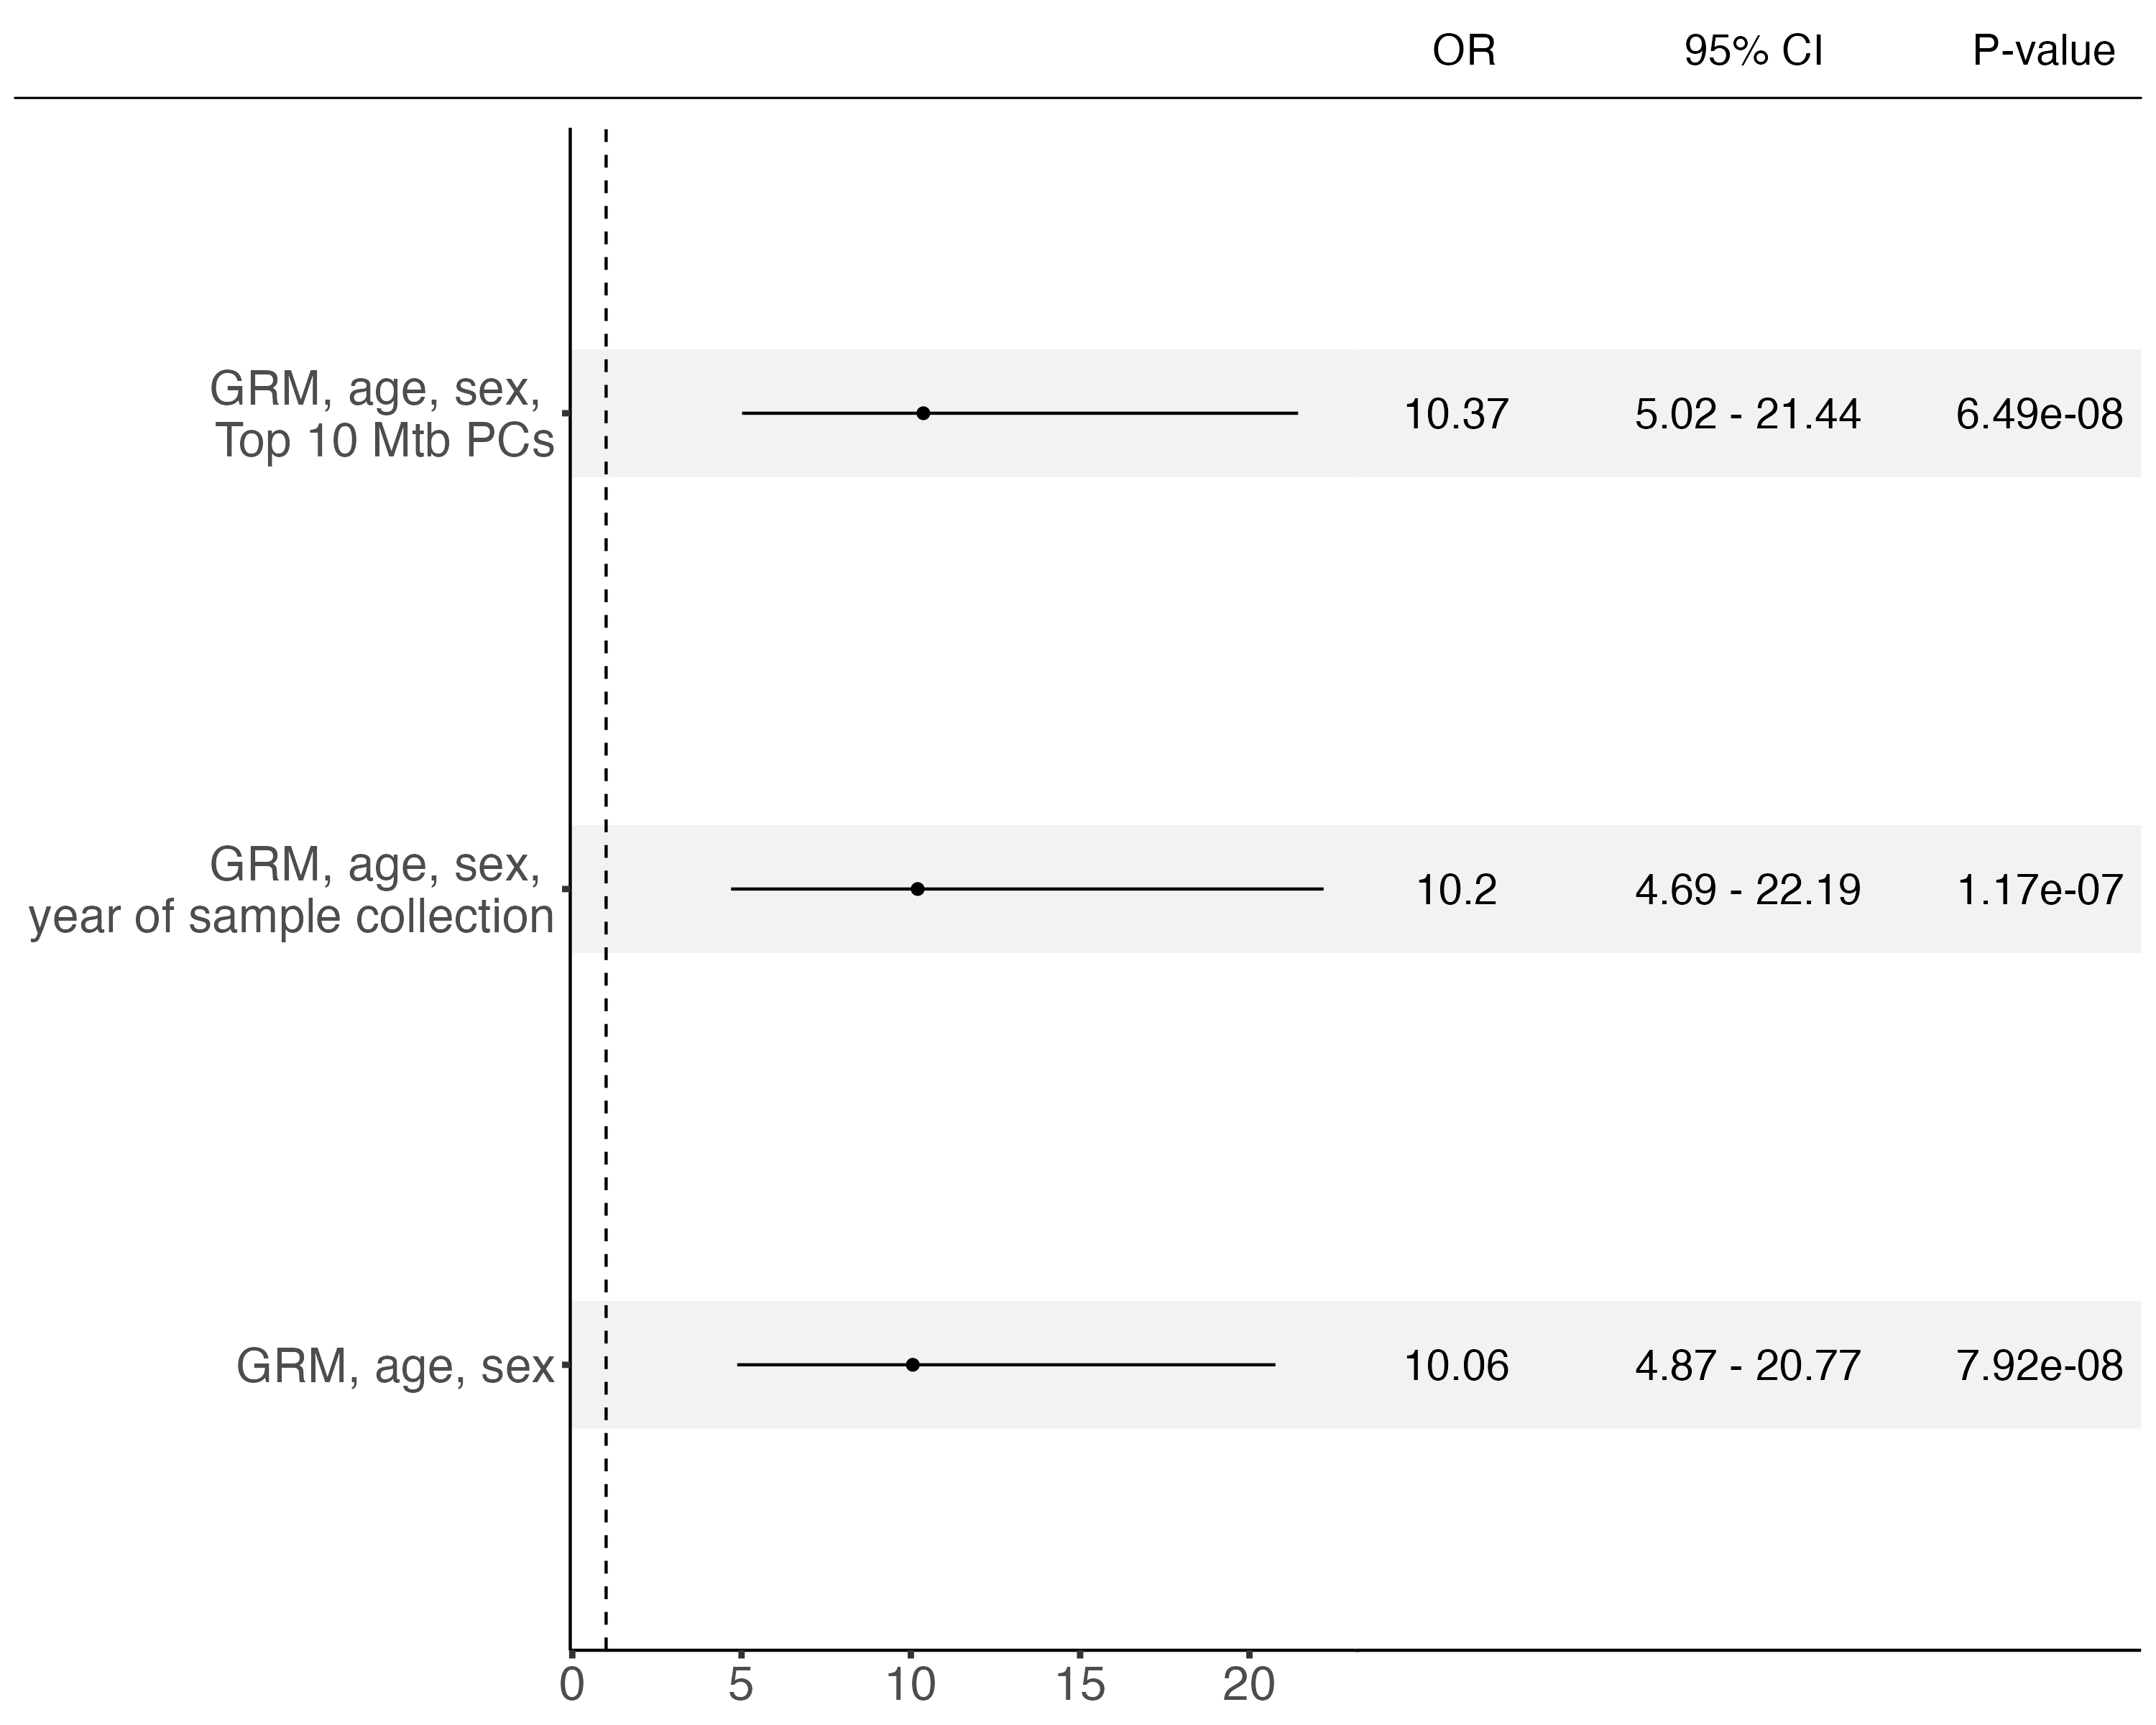 OR 95% CI P-value
GRM, age, sex,
Top 10 Mtb PCs
10.37 5.02 - 21.44 6.49e-08
GRM, age, sex,
year of sample collection
10.2 4.69 - 22.19 1.17e-07
GRM, age, sex
10.06 4.87 - 20.77 7.92e-08
0 5 10 15 20